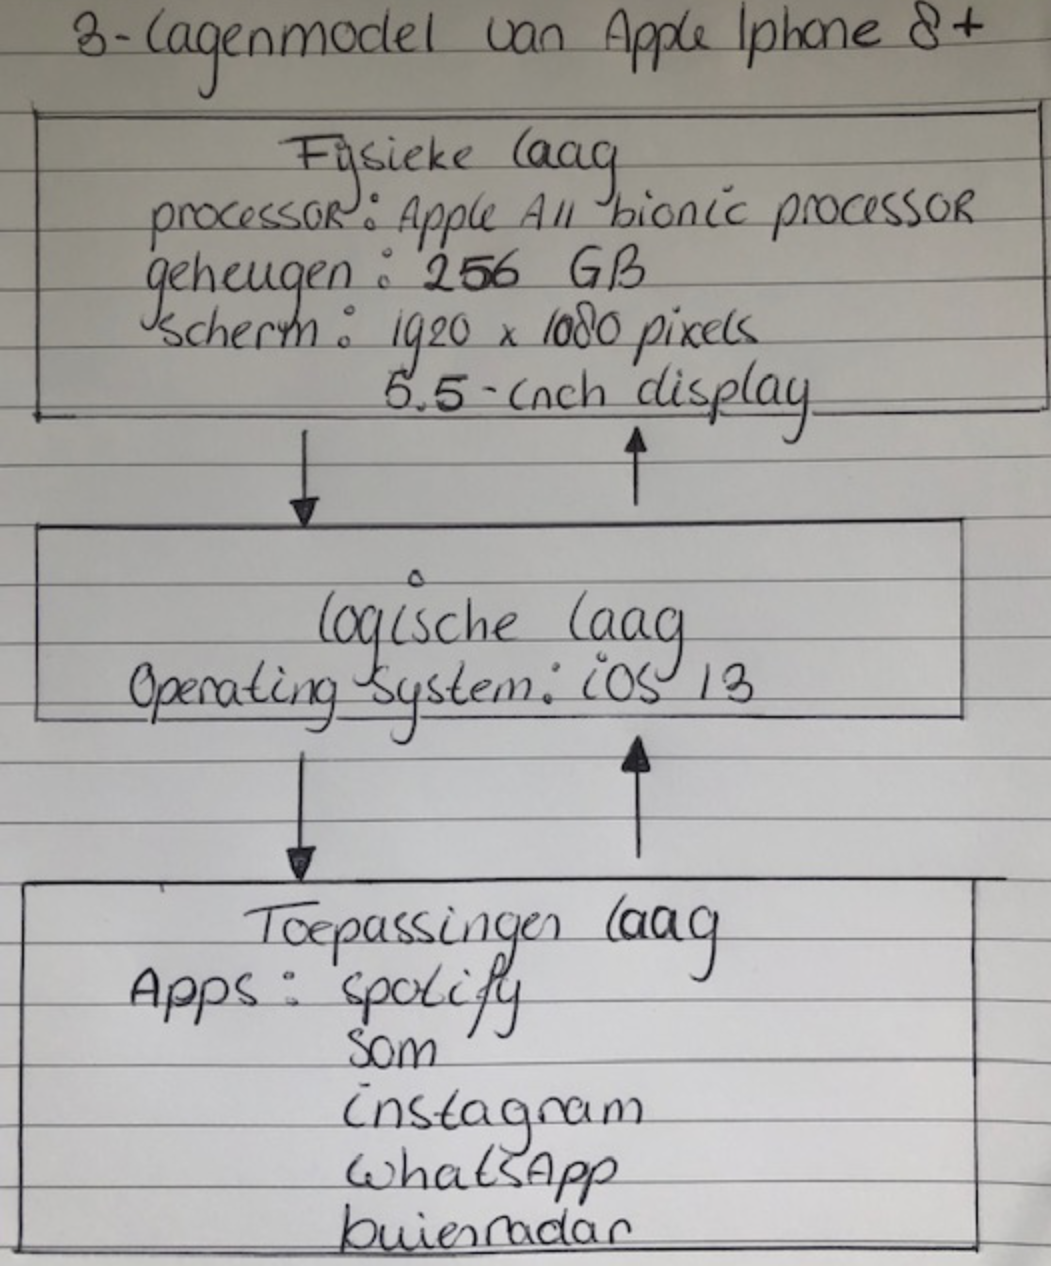 3-lagenmodel van Apple Iphone 8+
Fysieke laag
processor: Apple A11 bionic processor
geheugen: 256 GB
scherm: 1920 x 1080 pixels
5.5-inch display
logische laag
Operating system: iOS 13
Toepassingen laag
Apps: spotify
som
instagram
WhatsApp
buienradar